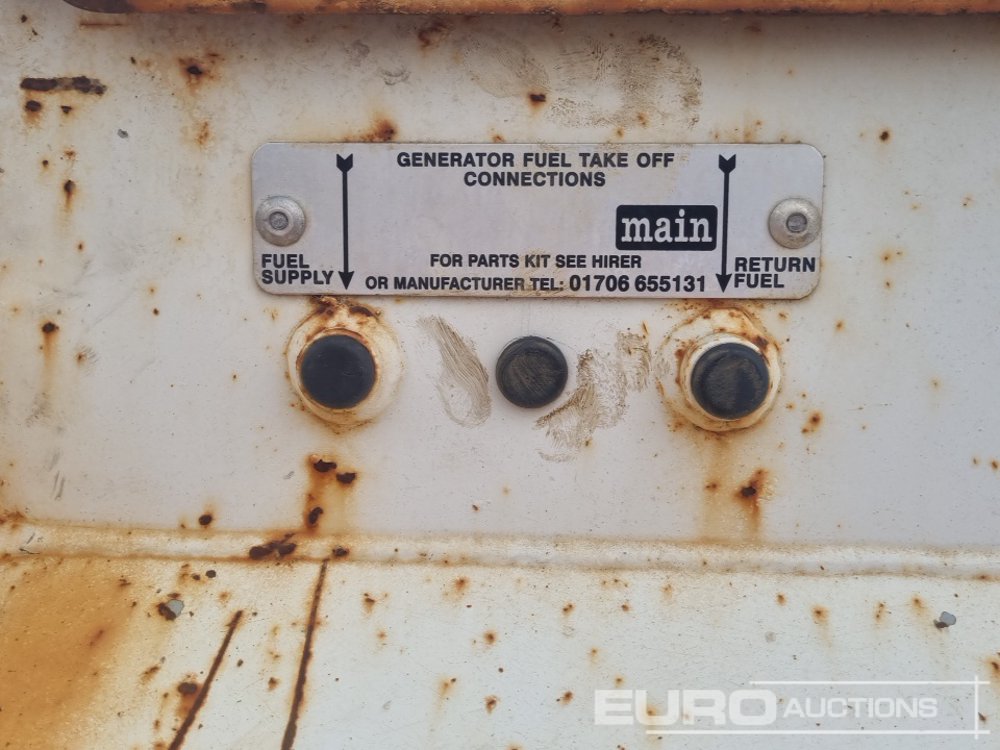 GENERATOR FUEL TAKE OFF
CONNECTIONS
main
FUEL
SUPPLY
FOR PARTS KIT SEE HIRER
OR MANUFACTURER TEL: 01706 655131
RETURN
FUEL
EURO AUCTIONS